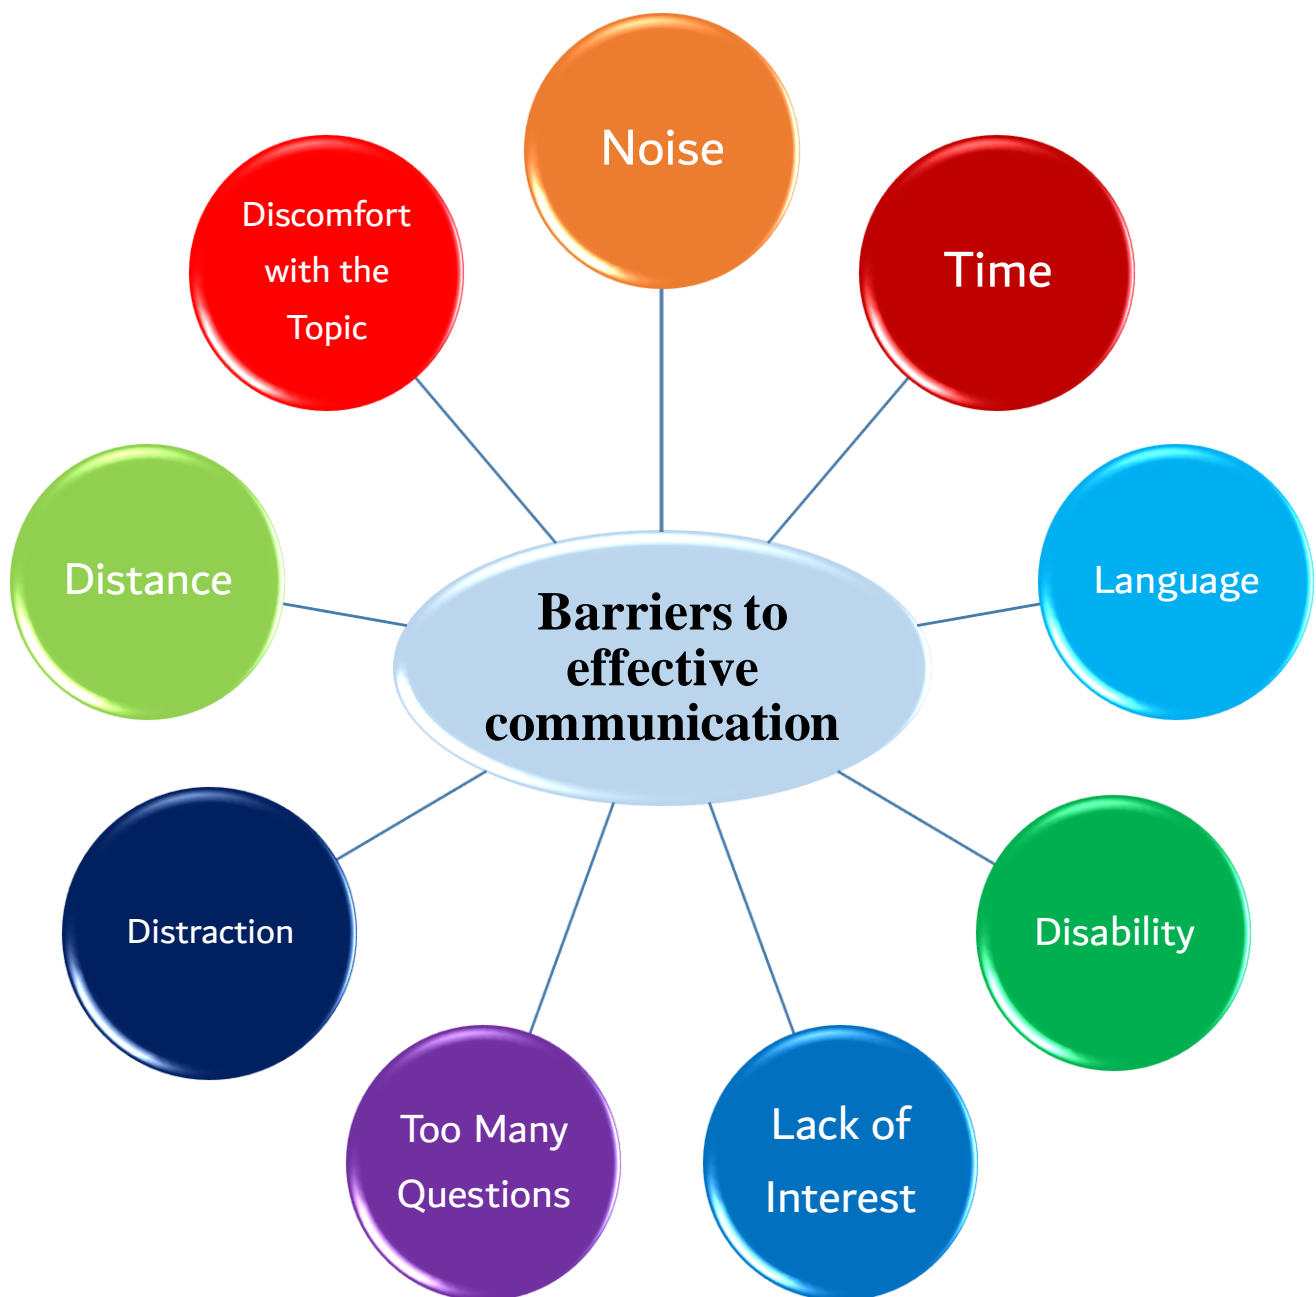 Noise
Discomfort
with the
Topic
Time
Distance
Language
Barriers to
effective
communication
Distraction
Disability
Too Many
Questions
Lack of
Interest